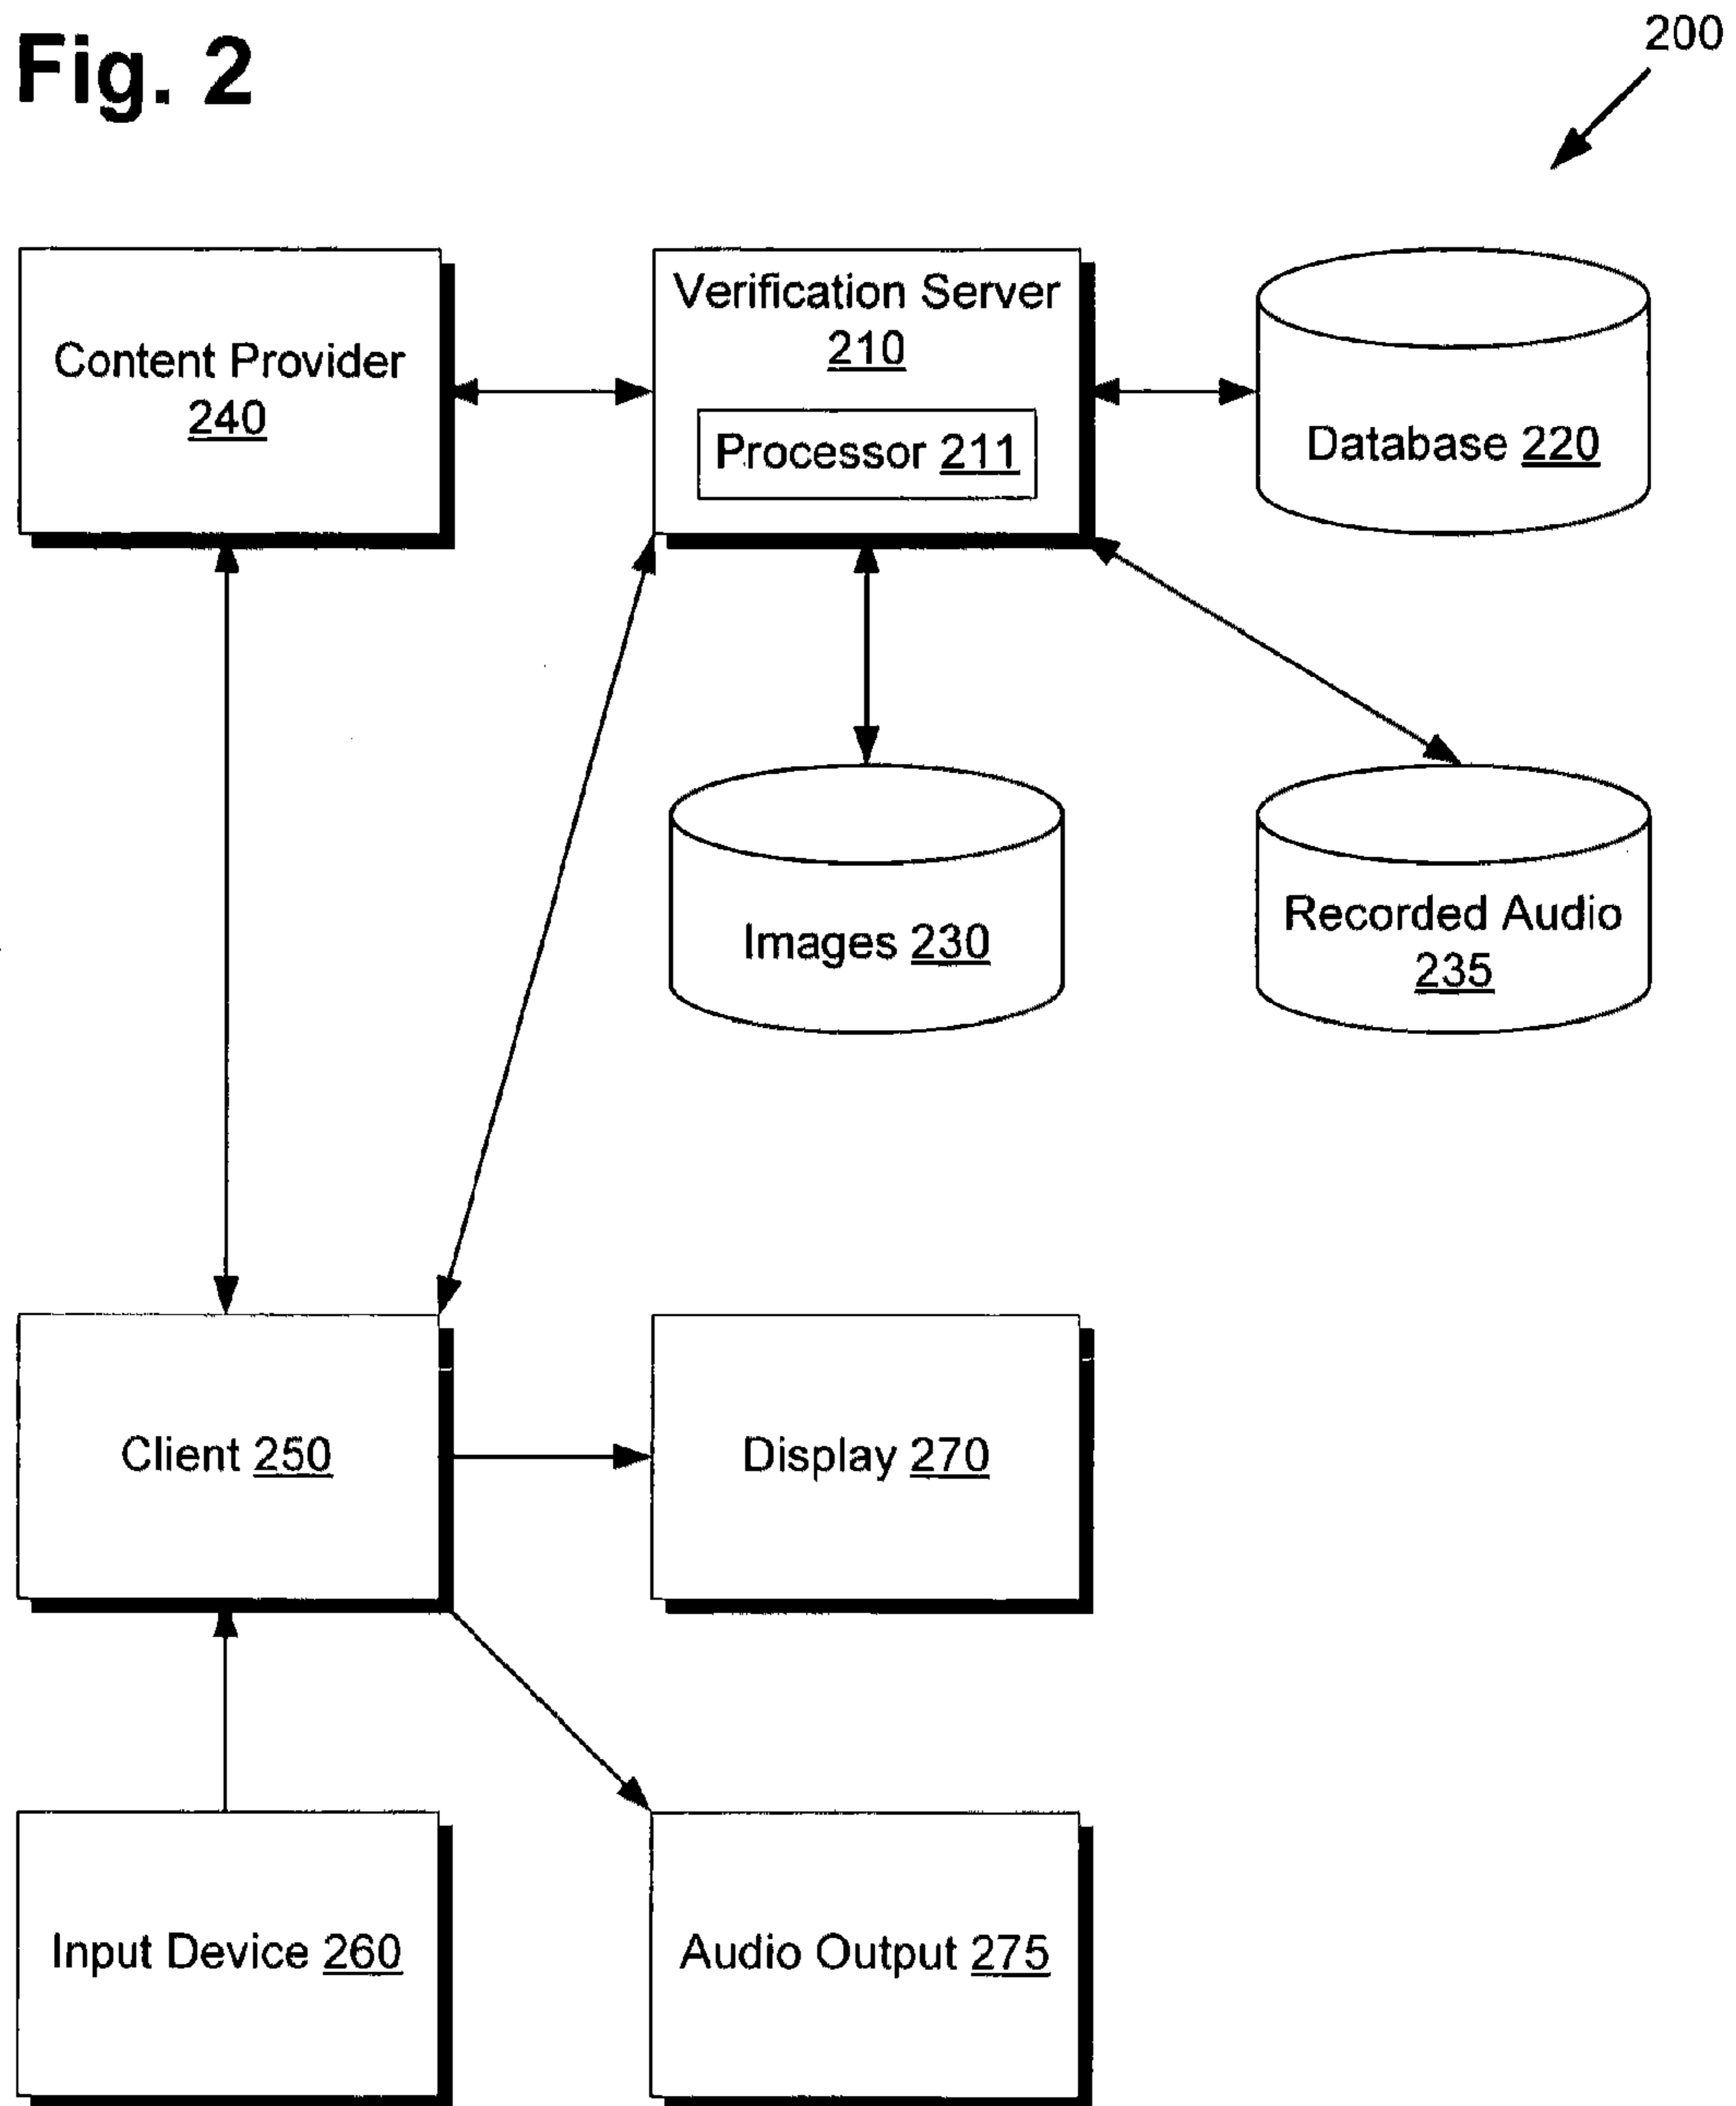 Fig. 2
200
Content Provider
240
Verification Server
210
Processor 211
Database 220
Images 230
Recorded Audio
235
Client 250
Display 270
Input Device 260
Audio Output 275